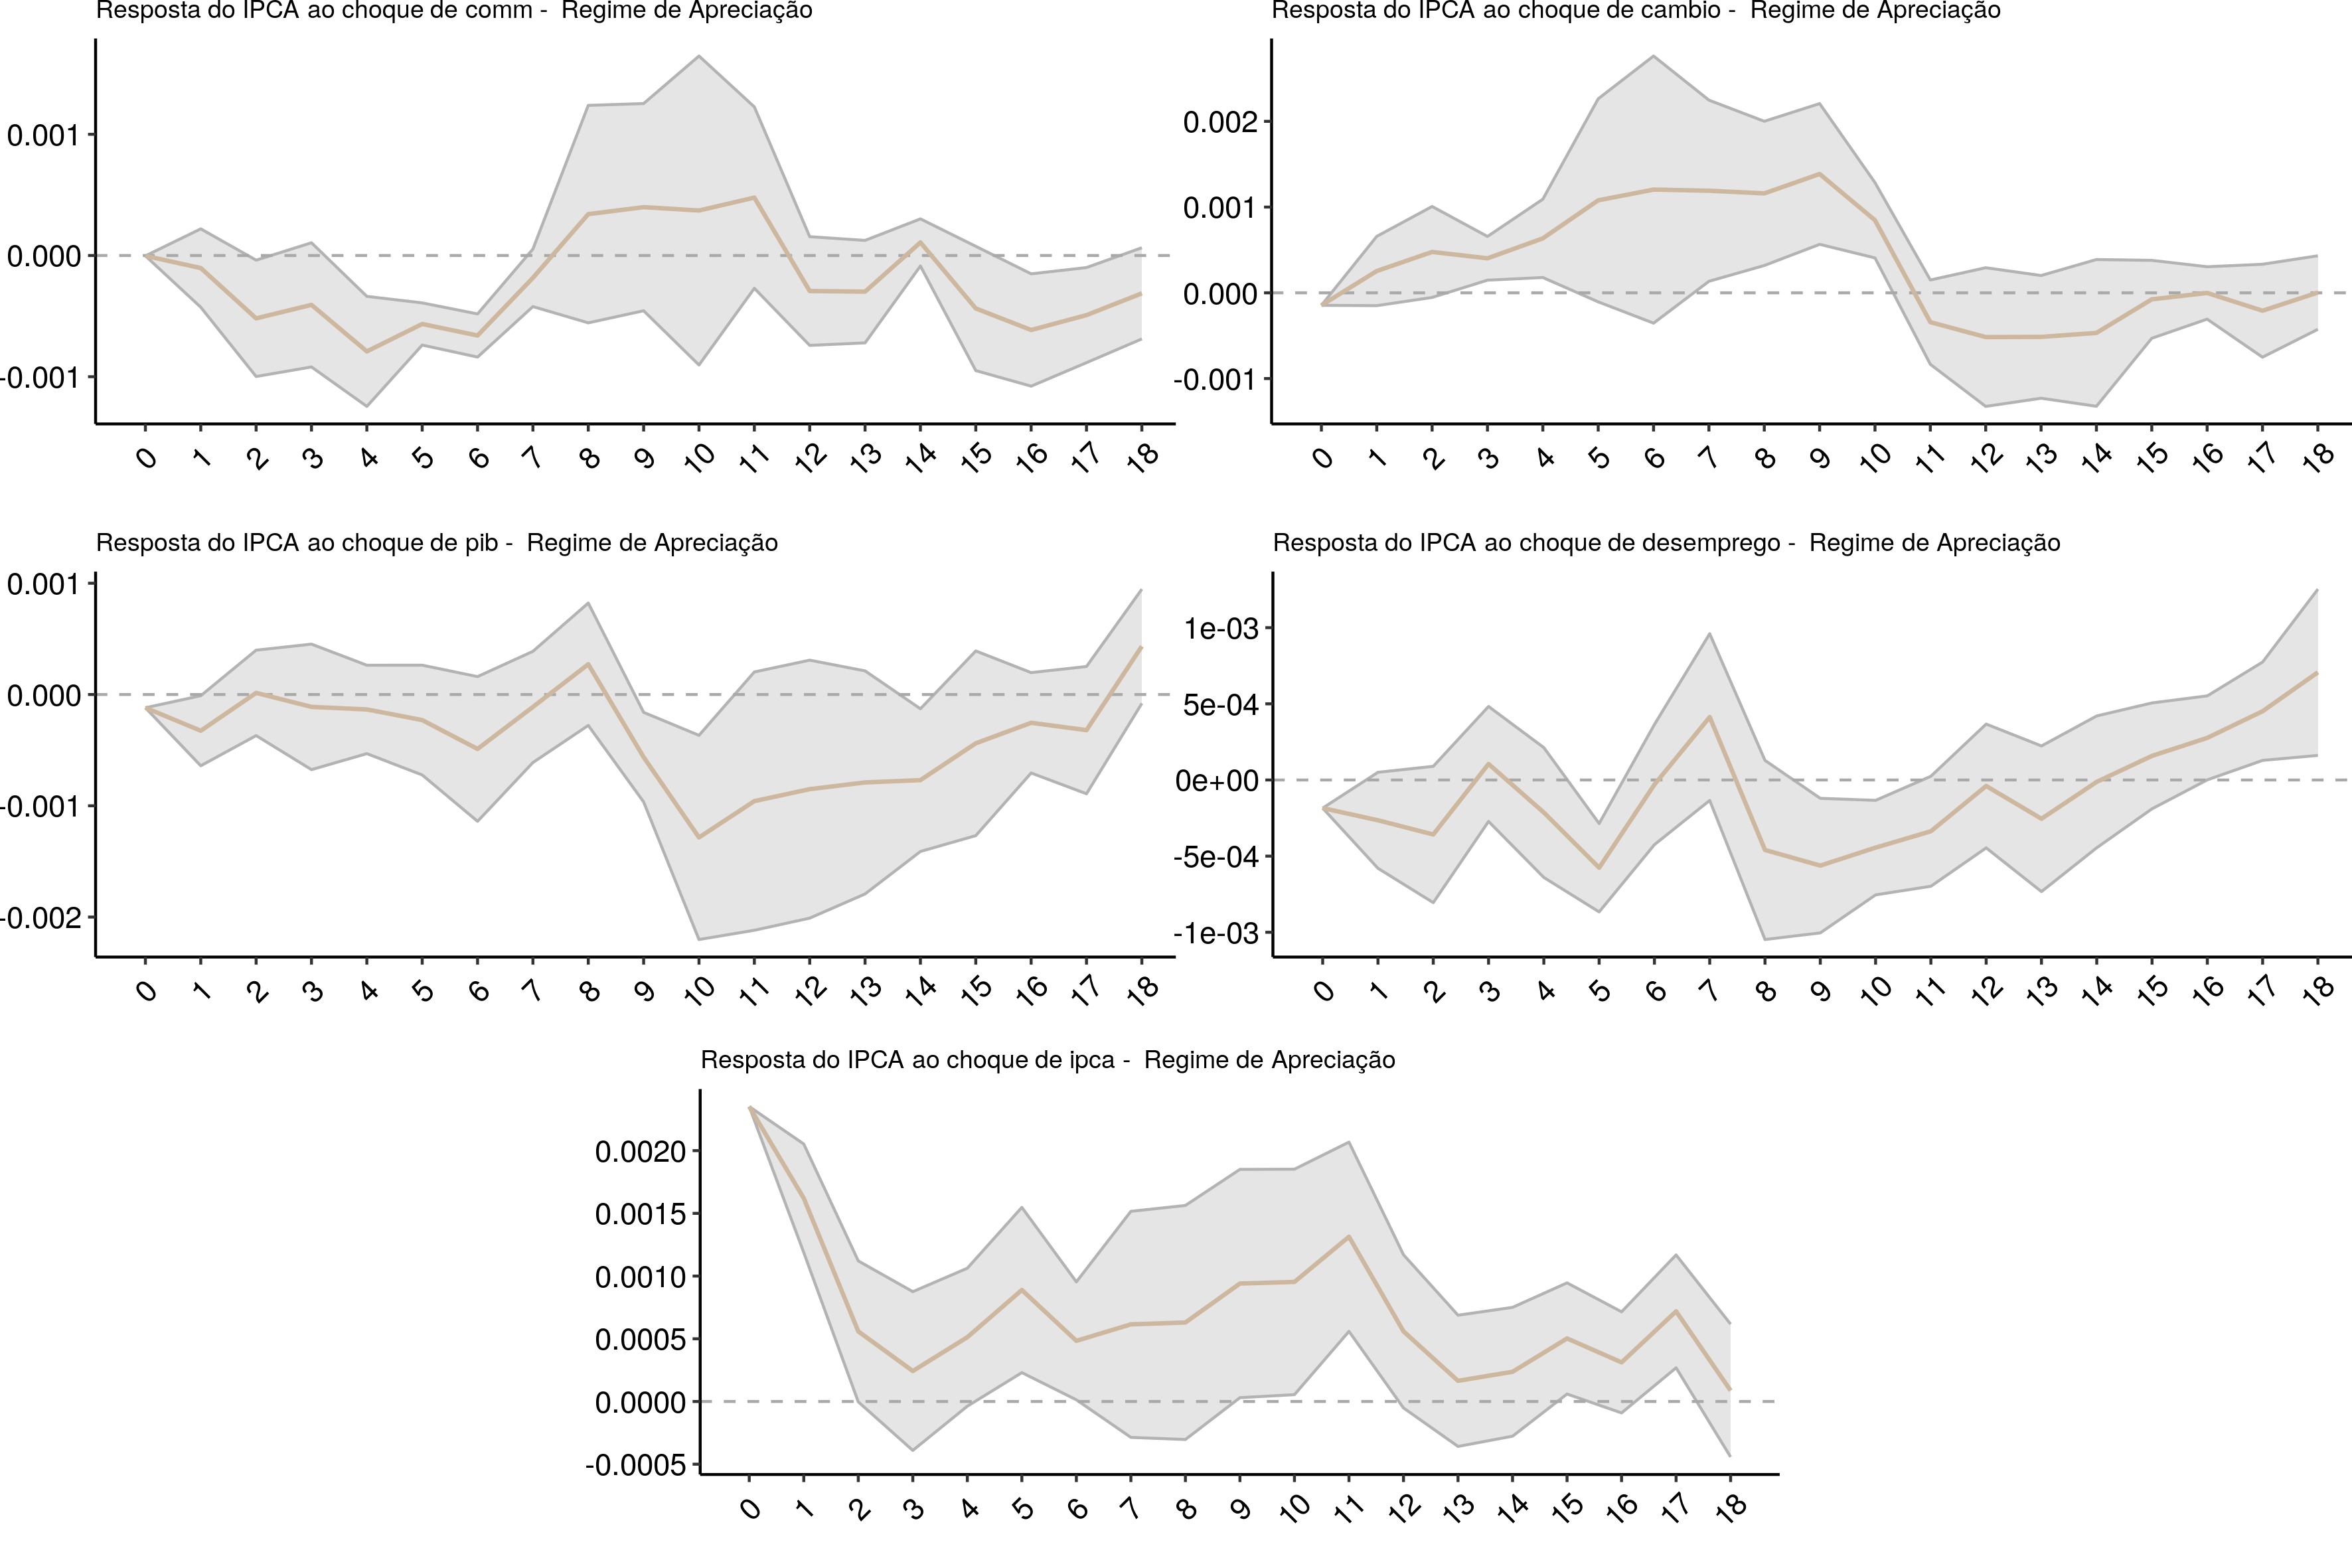 Resposta do IPCA ao choque de comm -  Regime de Apreciação
0.001
0.000
-0.001
0 1 2 3 4 5 6 7 8 9 10 11 12 13 14 15 16 17 18
Resposta do IPCA ao choque de cambio -  Regime de Apreciação
0.002
0.001
0.000
-0.001
0 1 2 3 4 5 6 7 8 9 10 11 12 13 14 15 16 17 18
Resposta do IPCA ao choque de pib -  Regime de Apreciação
0.001
0.000
-0.001
-0.002
0 1 2 3 4 5 6 7 8 9 10 11 12 13 14 15 16 17 18
Resposta do IPCA ao choque de desemprego -  Regime de Apreciação
1e-03
5e-04
0e+00
-5e-04
-1e-03
0 1 2 3 4 5 6 7 8 9 10 11 12 13 14 15 16 17 18
Resposta do IPCA ao choque de ipca -  Regime de Apreciação
0.0020
0.0015
0.0010
0.0005
0.0000
-0.0005
0 1 2 3 4 5 6 7 8 9 10 11 12 13 14 15 16 17 18